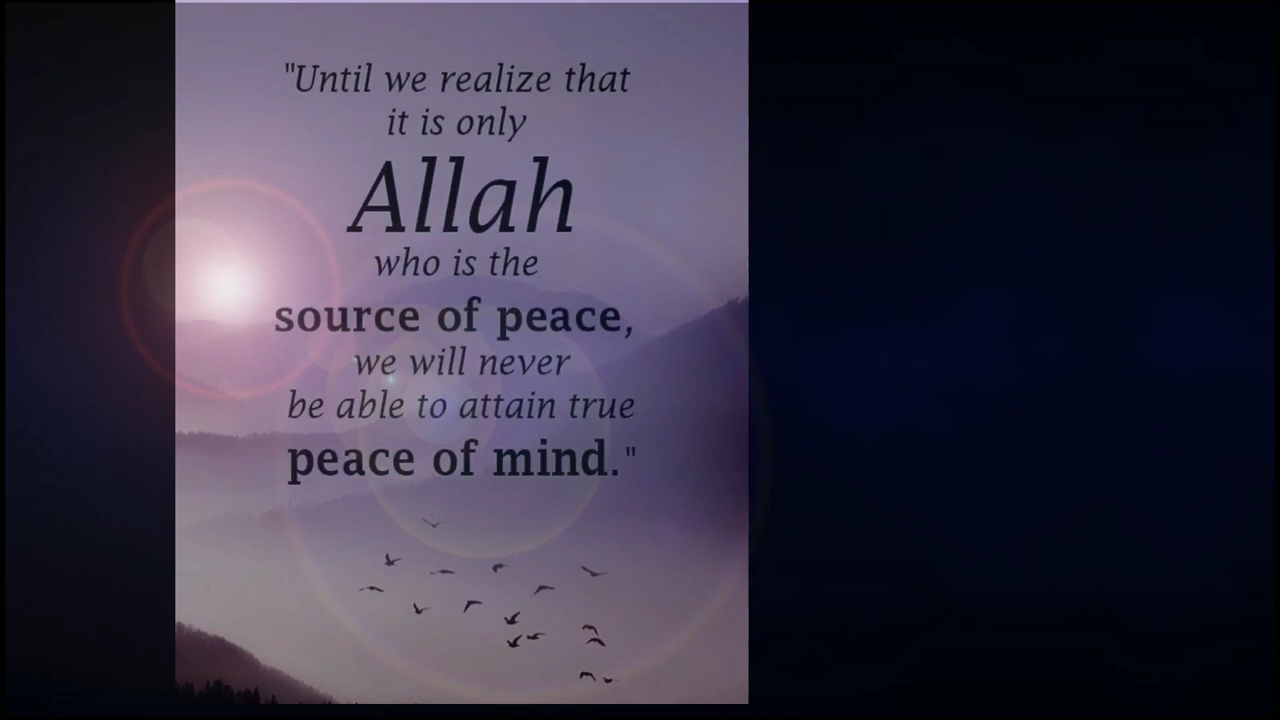 "Until we realize that
it is only
Allah
who is the
source of peace,
we will never
be able to attain true
peace of mind."